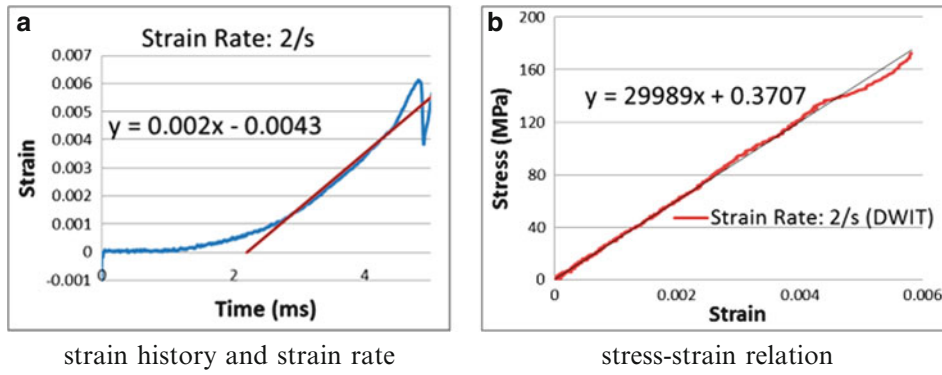 a
Strain Rate: 2/s
0.007
0.006
0.005
0.004
0.003
0.002
0.001
0
-0.001
y = 0.002x - 0.0043
Strain
0
2
4
Time (ms)
strain history and strain rate
b
200
160
120
80
40
0
y = 29989x + 0.3707
Stress (MPa)
Strain Rate: 2/s (DWIT)
0
0.002
0.004
0.006
Strain
stress-strain relation